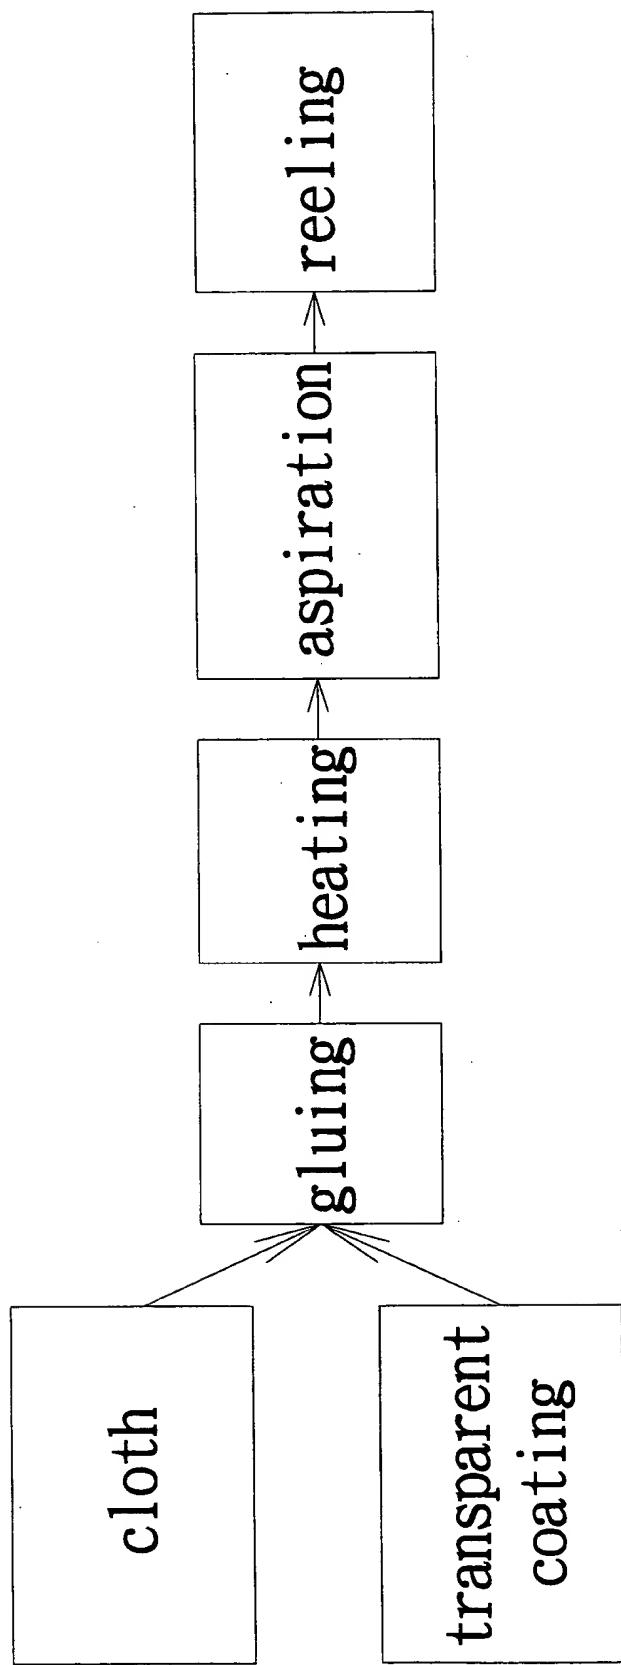 cloth
transparent
coating
gluing
heating
aspiration
reeling